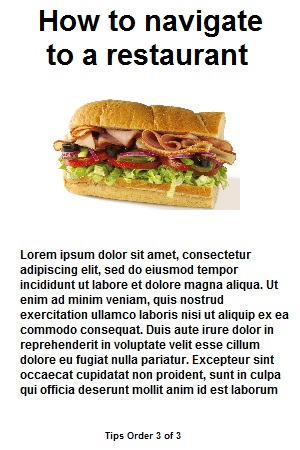 How to navigate
to a restaurant
Lorem ipsum dolor sit amet, consectetur
adipiscing elit, sed do eiusmod tempor
incididunt ut labore et dolore magna aliqua. Ut
enim ad minim veniam, quis nostrud
exercitation ullamco laboris nisi ut aliquip ex ea
commodo consequat. Duis aute irure dolor in
reprehenderit in voluptate velit esse cillum
dolore eu fugiat nulla pariatur. Excepteur sint
occaecat cupidatat non proident, sunt in culpa
qui officia deserunt mollit anim id est laborum
Tips Order 3 of 3